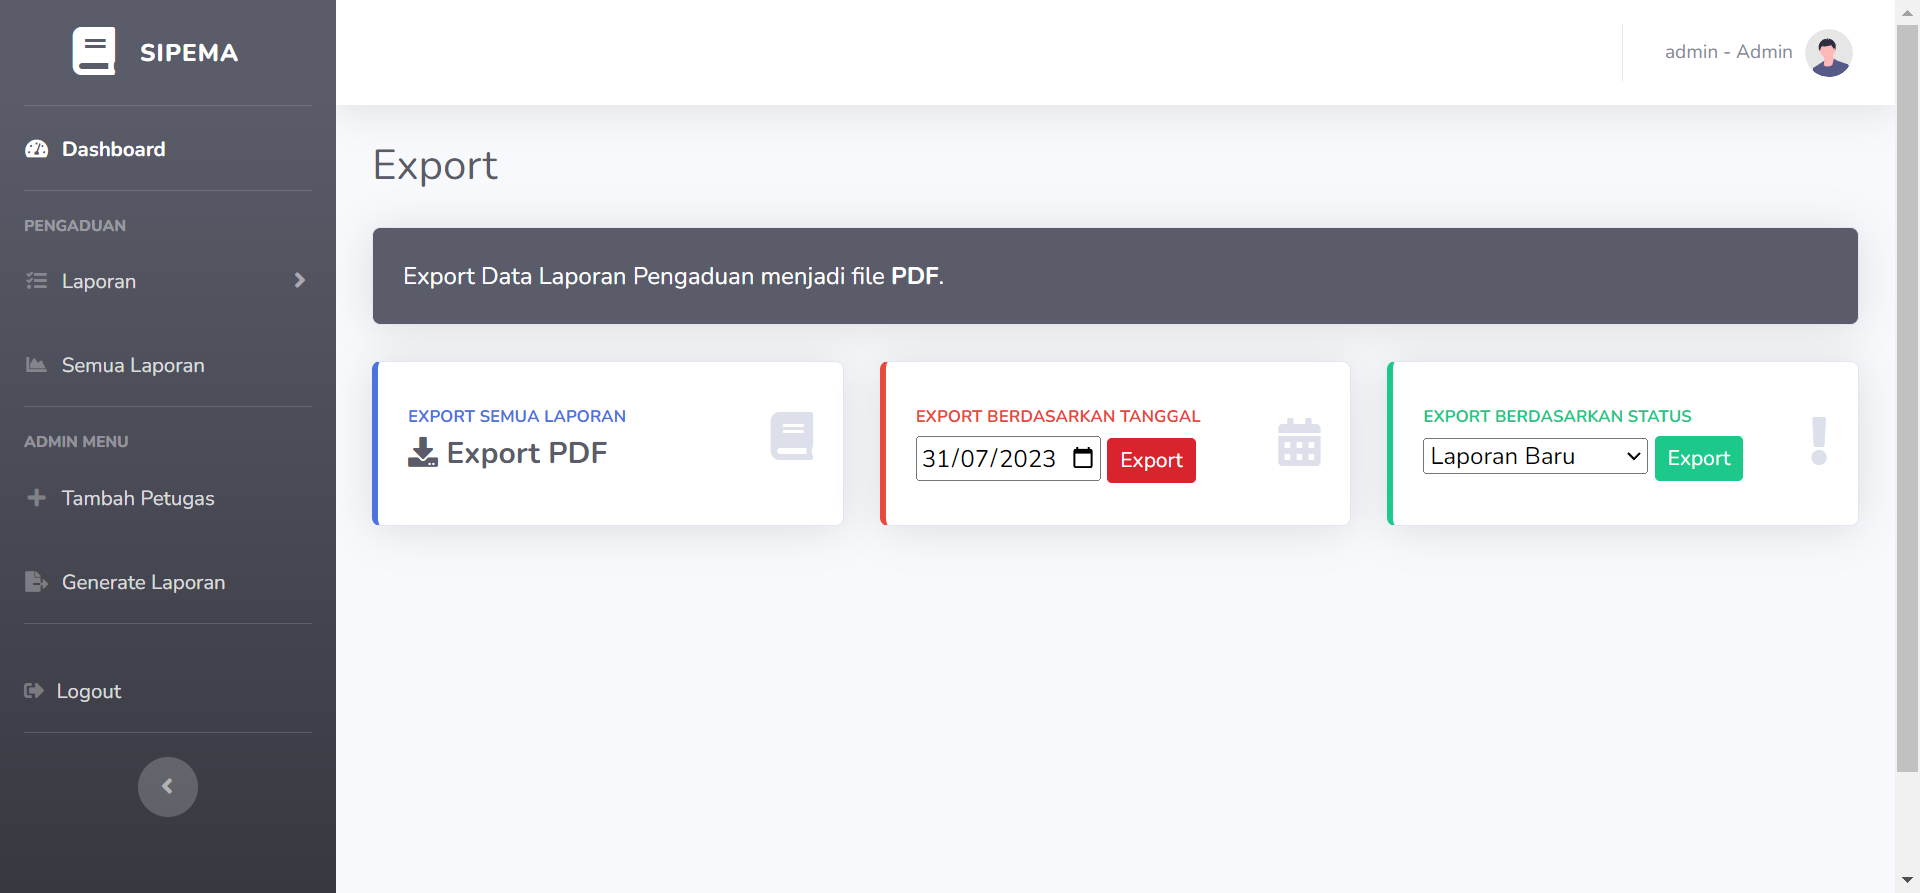 SIPEMA
admin - Admin
Dashboard
PENGADUAN
Laporan
Semua Laporan
ADMIN MENU
Tambah Petugas
Generate Laporan
Logout
Export
Export Data Laporan Pengaduan menjadi file PDF.
EXPORT SEMUA LAPORAN
Export PDF
EXPORT BERDASARKAN TANGGAL
31/07/2023 Export
EXPORT BERDASARKAN STATUS
Laporan Baru Export